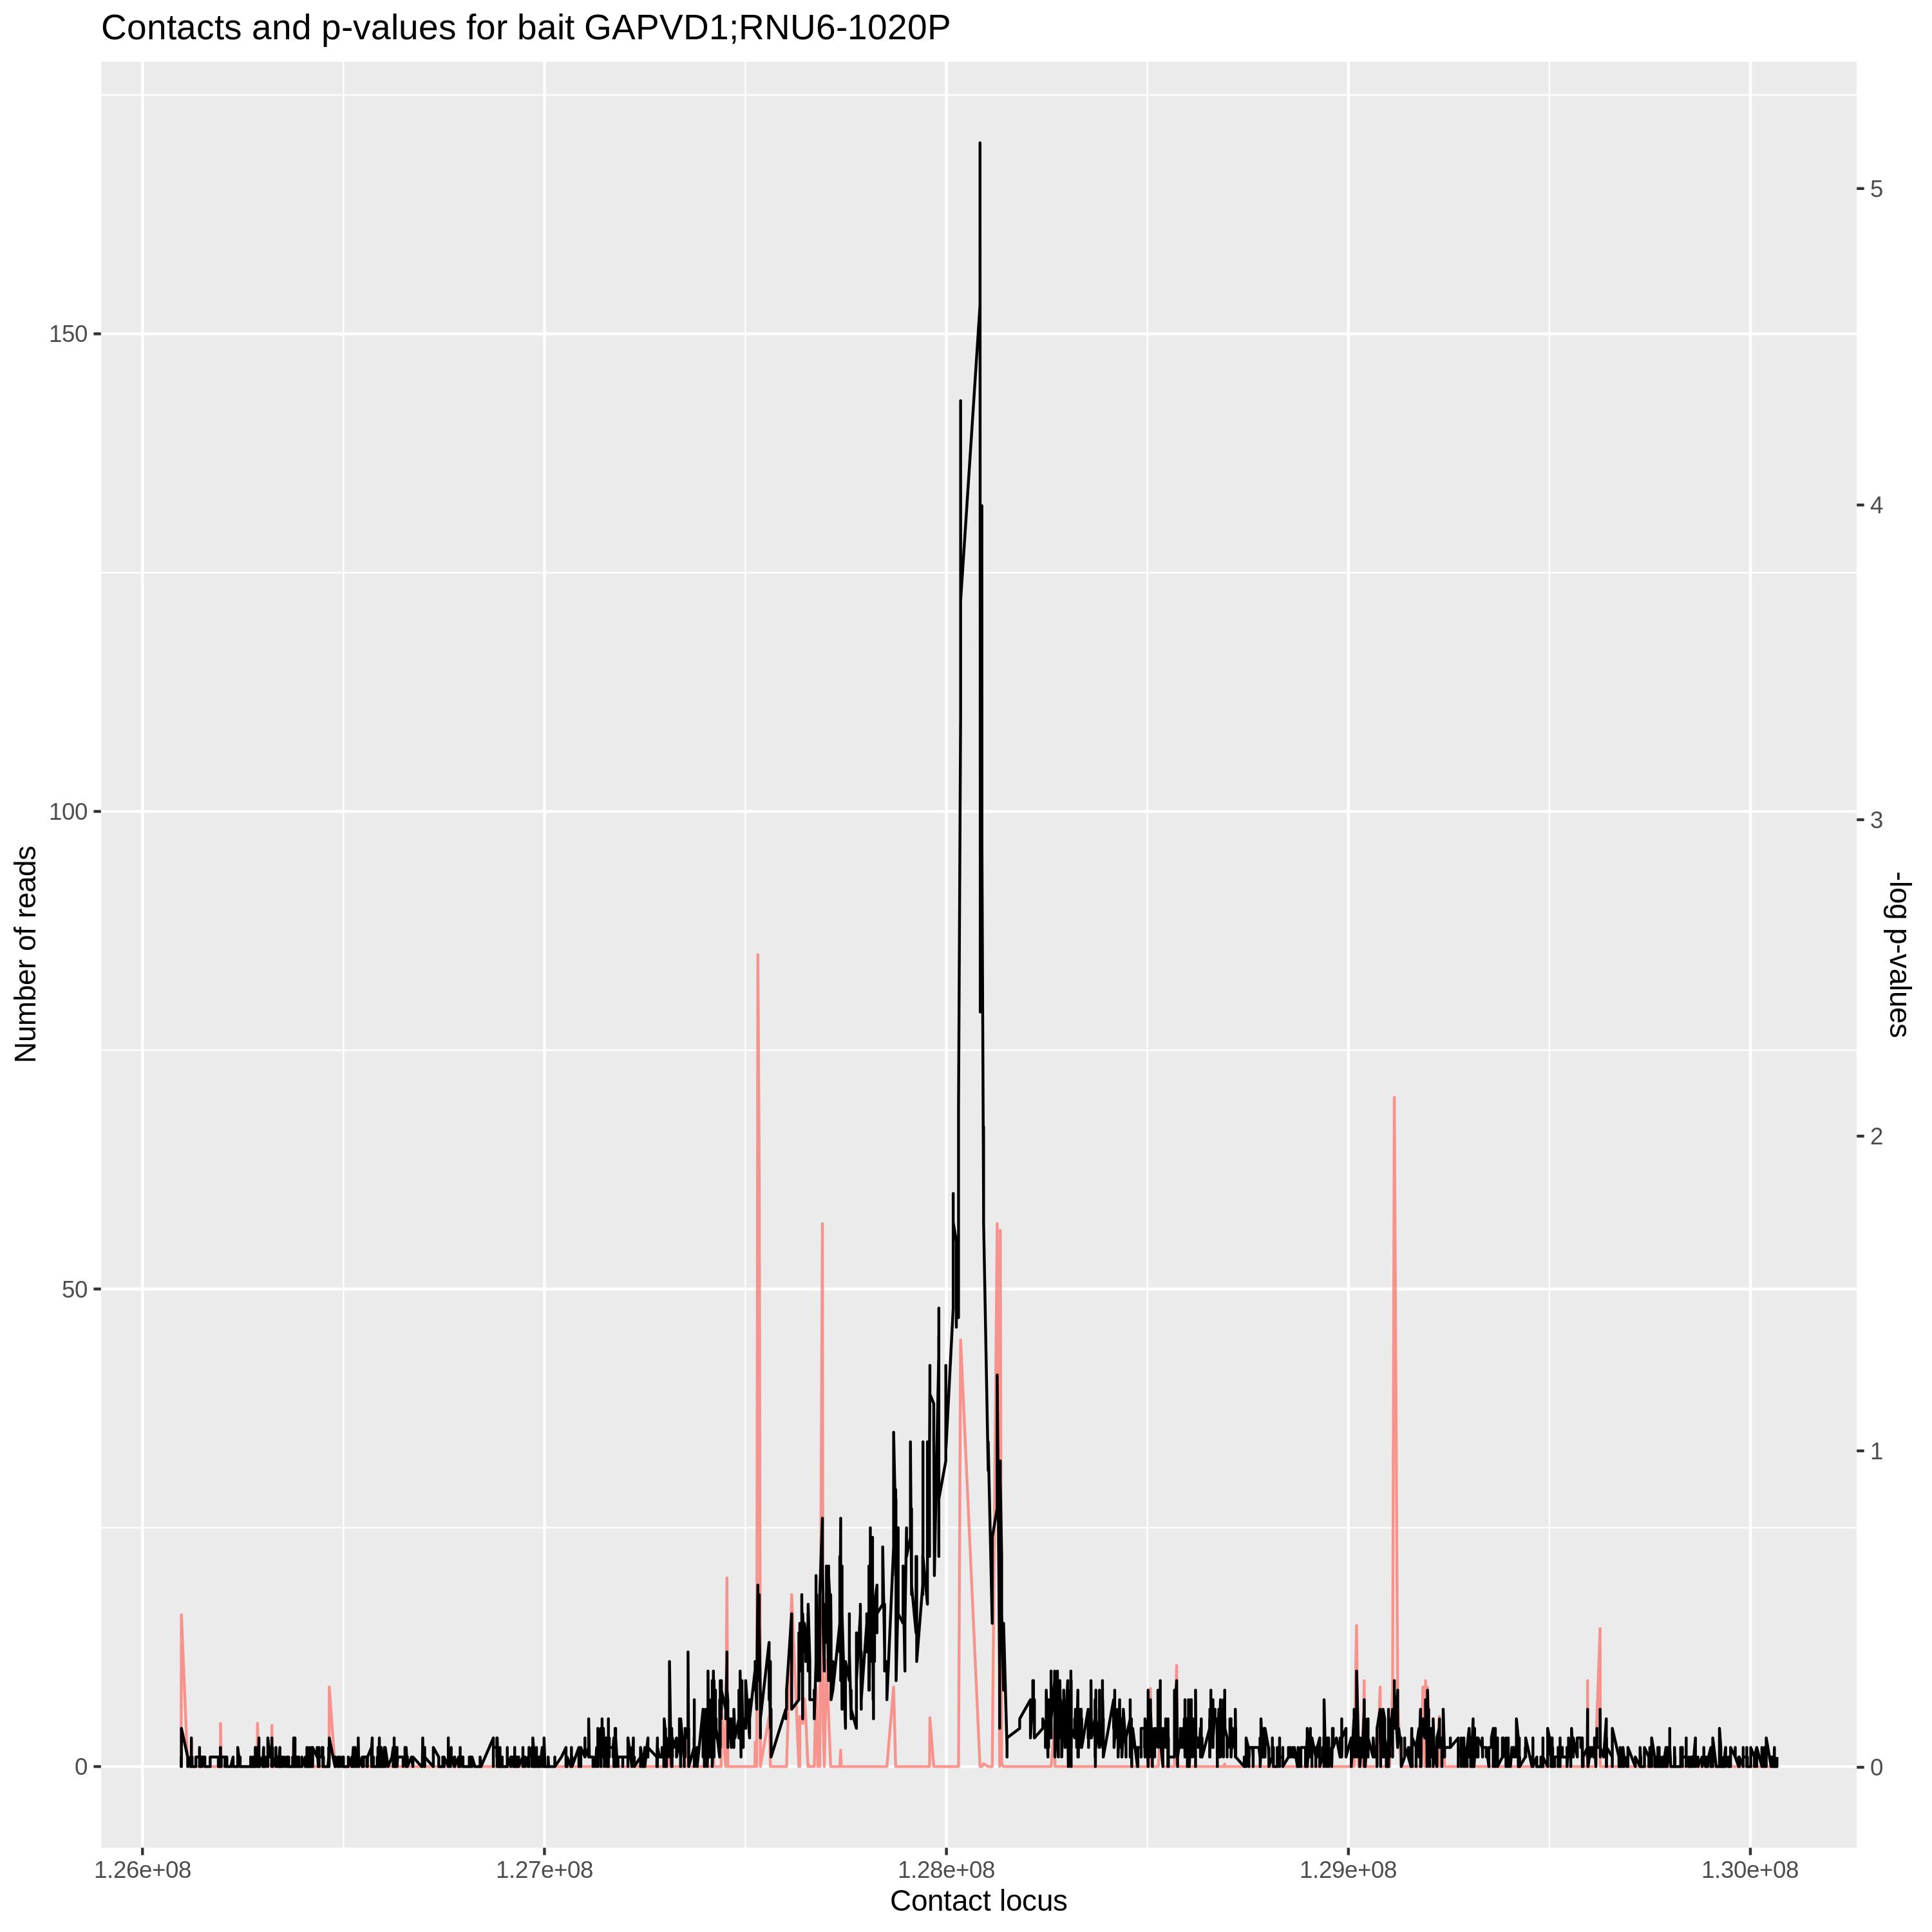 Contacts and p-values for bait GAPVD1;RNU6-1020P
150
100
50
0
Number of reads
5
4
3
2
1
0
-log p-values
1.26e+08
1.27e+08
1.28e+08
1.29e+08
1.30e+08
Contact locus